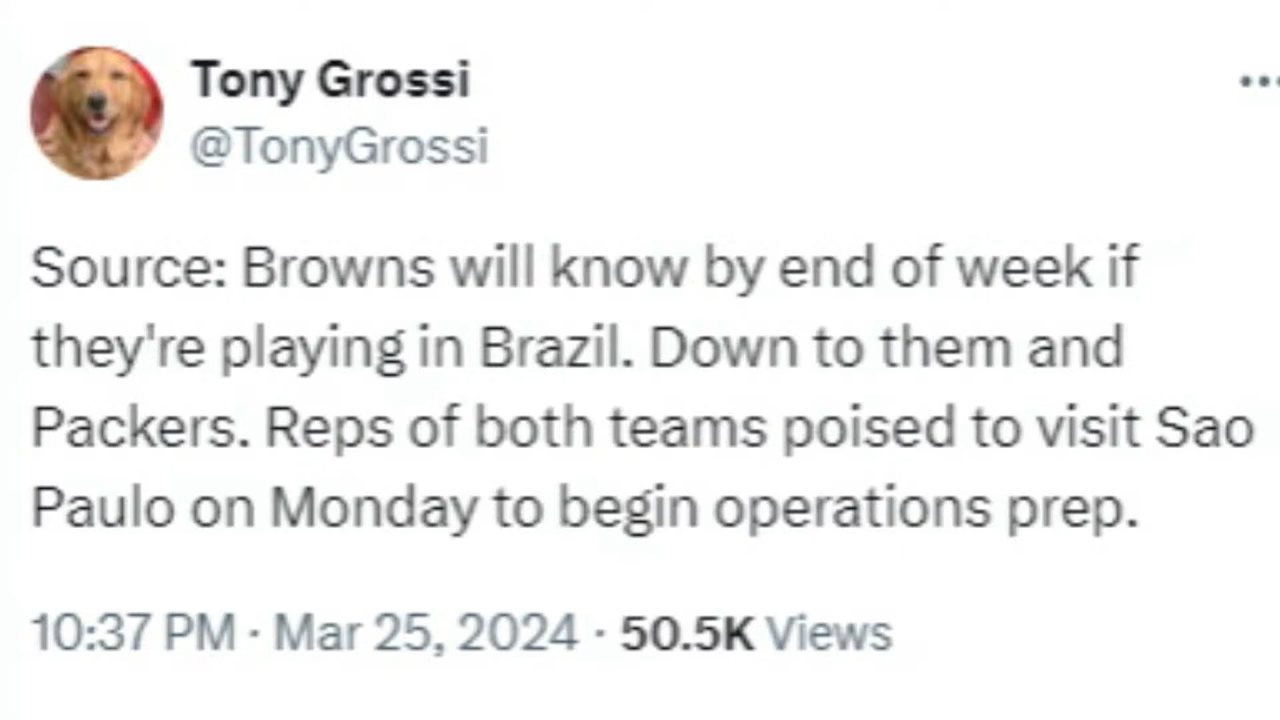 Tony Grossi
@TonyGrossi
Source: Browns will know by end of week if
they're playing in Brazil. Down to them and
Packers. Reps of both teams poised to visit Sao
Paulo on Monday to begin operations prep.
10:37 PM · Mar 25, 2024 · 50.5K Views